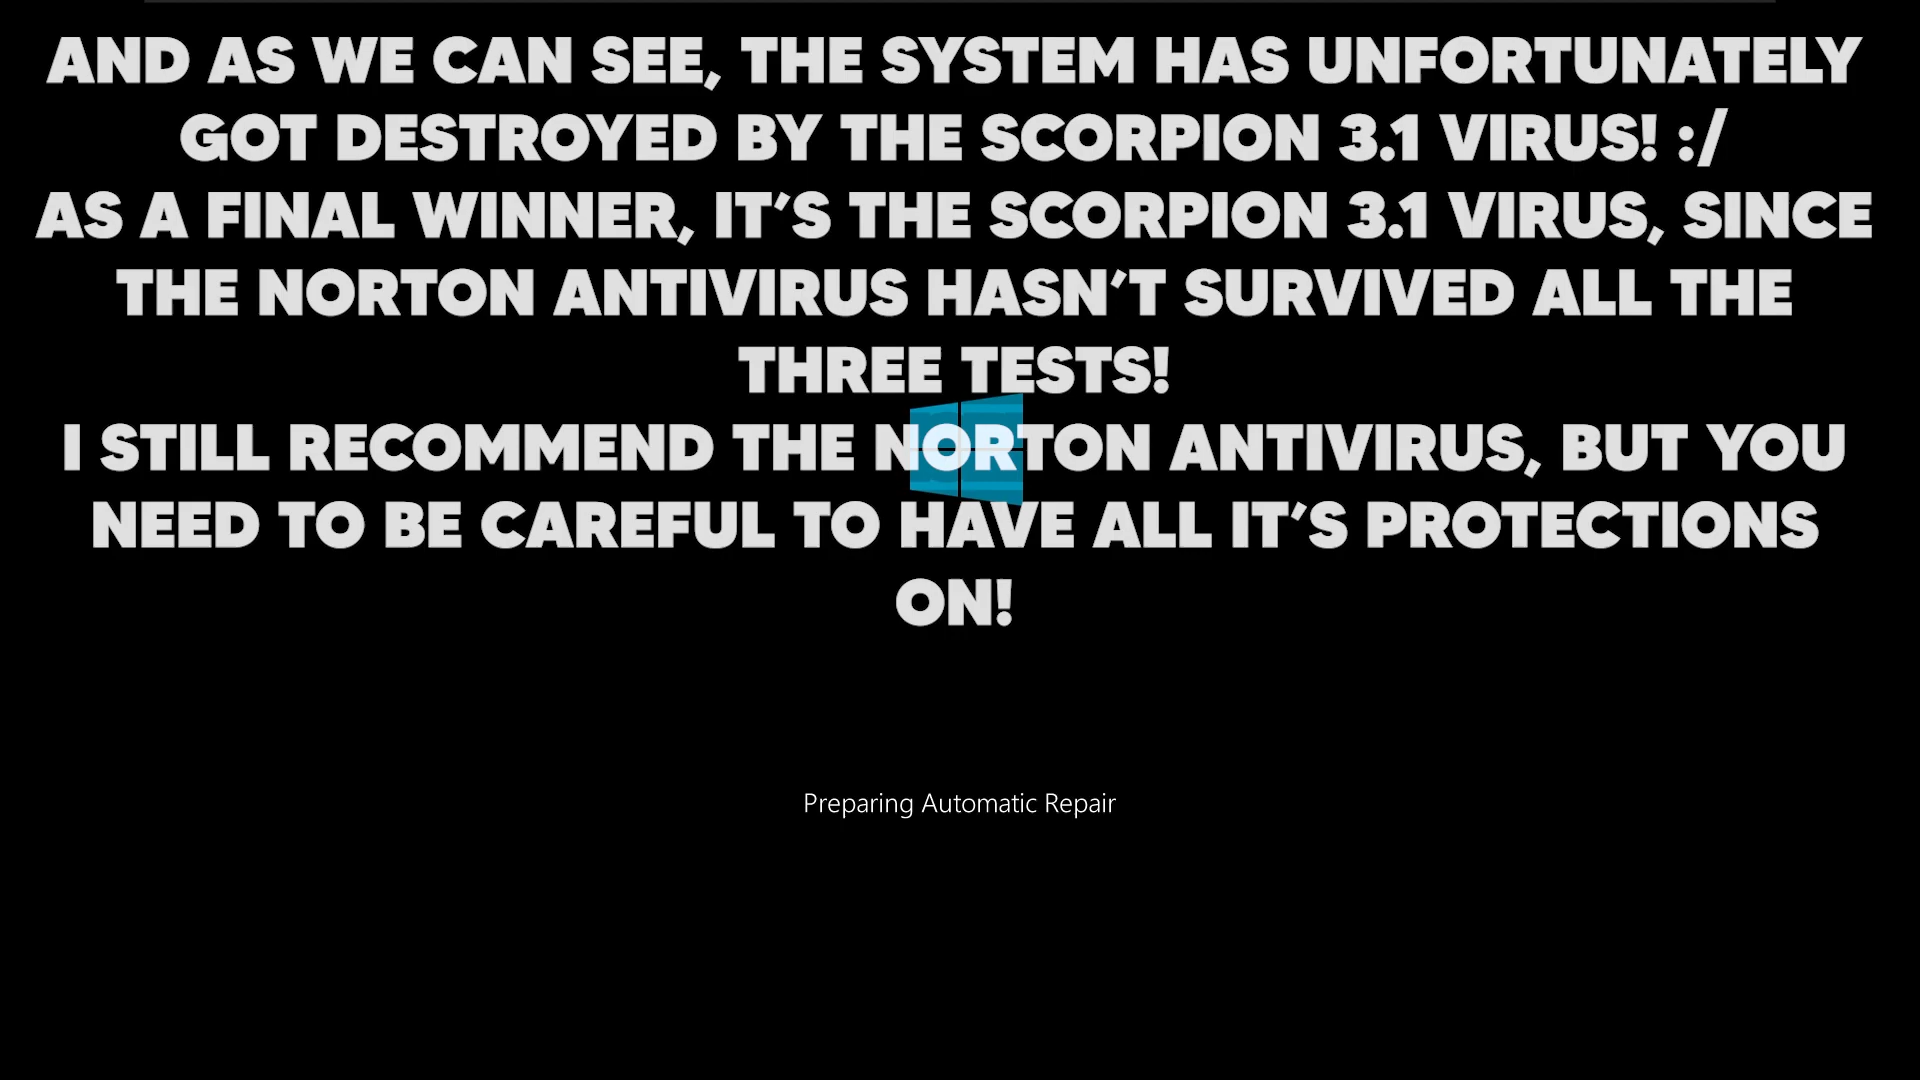 AND AS WE CAN SEE, THE SYSTEM HAS UNFORTUNATELY
GOT DESTROYED BY THE SCORPION 3.1 VIRUS! :/
AS A FINAL WINNER, IT'S THE SCORPION 3.1 VIRUS, SINCE
THE NORTON ANTIVIRUS HASN'T SURVIVED ALL THE
THREE TESTS!
I STILL RECOMMEND THE NORTON ANTIVIRUS, BUT YOU
NEED TO BE CAREFUL TO HAVE ALL IT'S PROTECTIONS
ON!
Preparing Automatic Repair